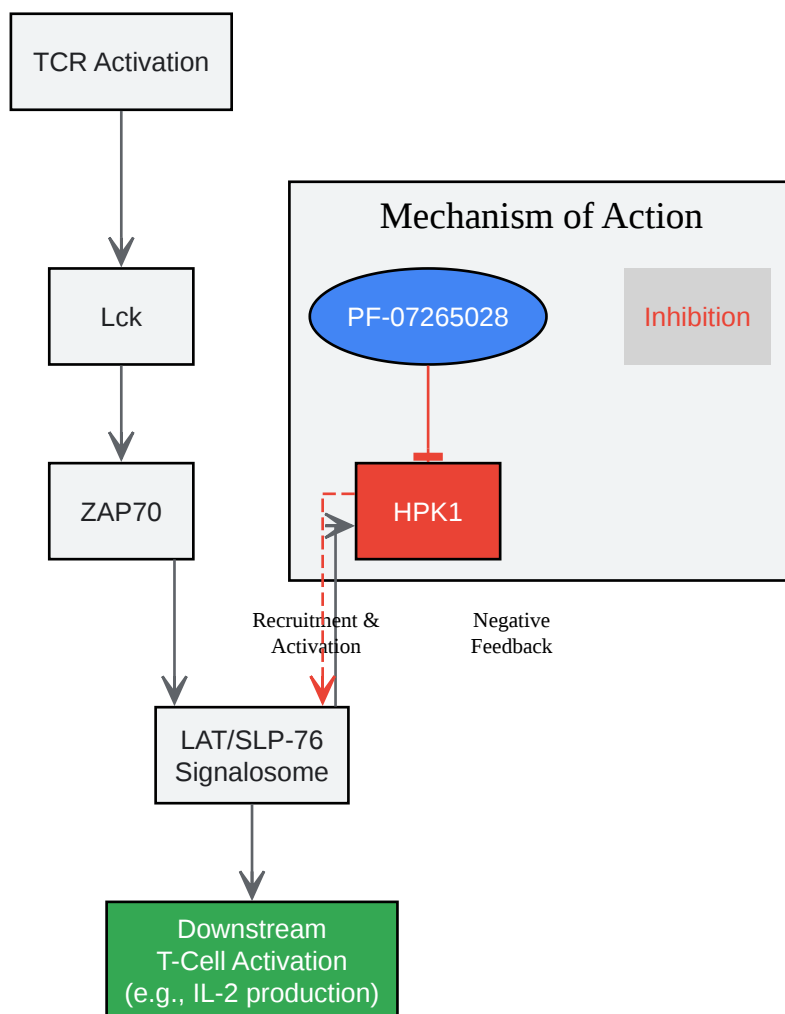 TCR Activation
Mechanism of Action
Lck
PF-07265028
Inhibition
ZAP70
HPK1
Recruitment &
Activation
Negative
Feedback
LAT/SLP-76
Signalosome
Downstream
T-Cell Activation
(e.g., IL-2 production)